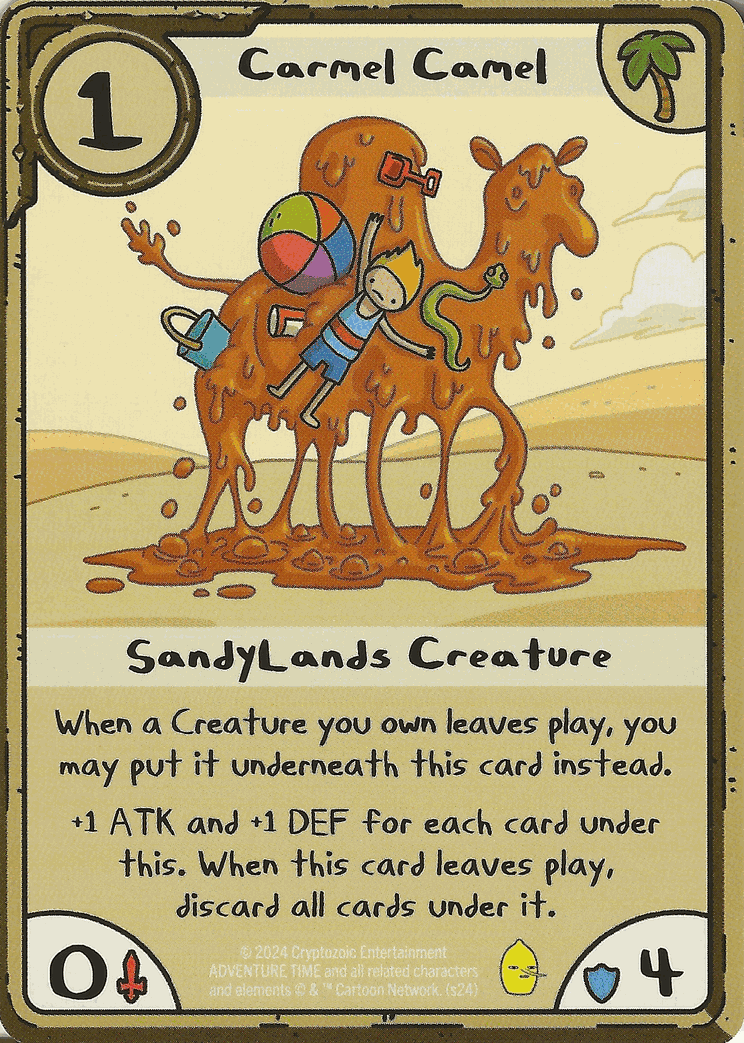 1
Carmel Camel
SandyLands Creature
When a Creature you own leaves play, you
may put it underneath this card instead.
+1 ATK and +1 DEF for each card under
this. When this card leaves play,
discard all cards under it.
0
© 2024 Cryptozoic Entertainment
ADVENTURE TIME and all related characters
and elements © & ™ Cartoon Network. (s24)
4